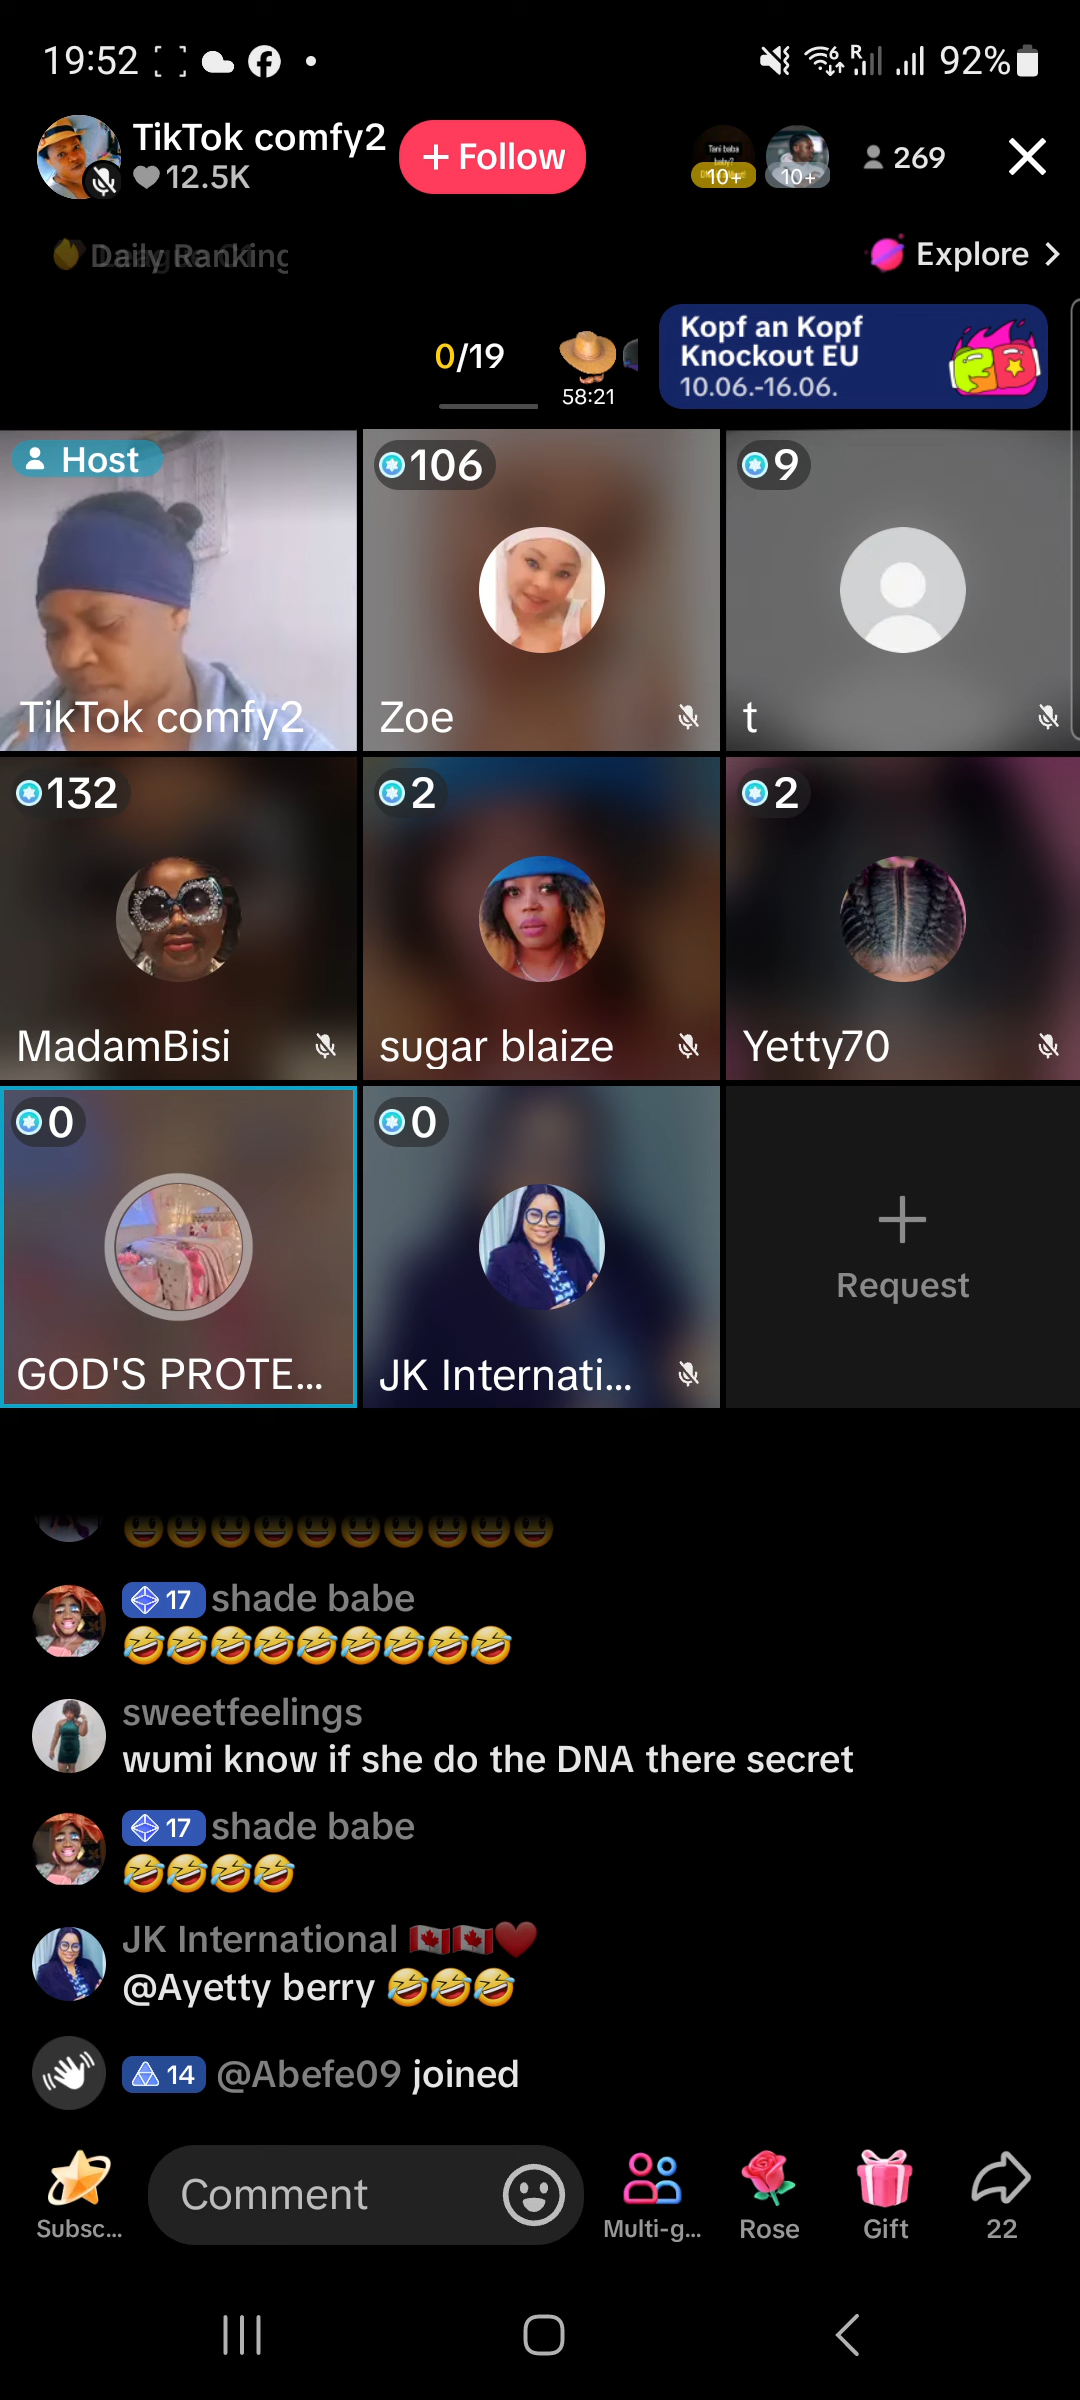 19:52
R
92%
TikTok comfy2
12.5K
+ Follow
Tani baba
baby?
10+
10+
269
Daily Ranking
Explore
0/19
58:21
Kopf an Kopf
Knockout EU
10.06.-16.06.
Host
TikTok comfy2
106
Zoe
9
t
132
MadamBisi
2
sugar blaize
2
Yetty70
0
GOD'S PROTE...
0
JK Internati...
Request
17 shade babe
sweetfeelings
wumi know if she do the DNA there secret
17 shade babe
JK International
@Ayetty berry
14 @Abefe09 joined
Subsc...
Comment
Multi-g...
Rose
Gift
22